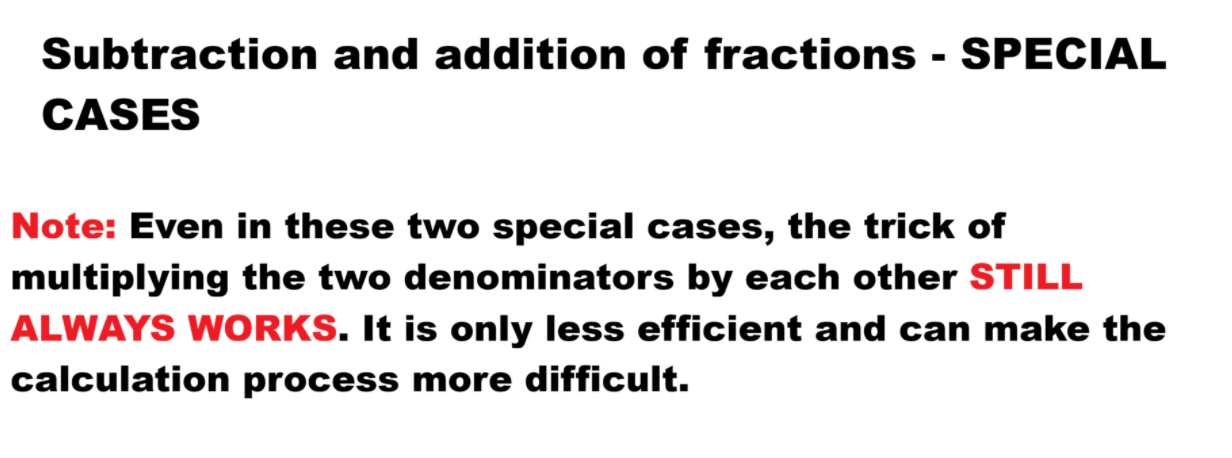 Subtraction and addition of fractions - SPECIAL
CASES
Note: Even in these two special cases, the trick of
multiplying the two denominators by each other STILL
ALWAYS WORKS. It is only less efficient and can make the
calculation process more difficult.